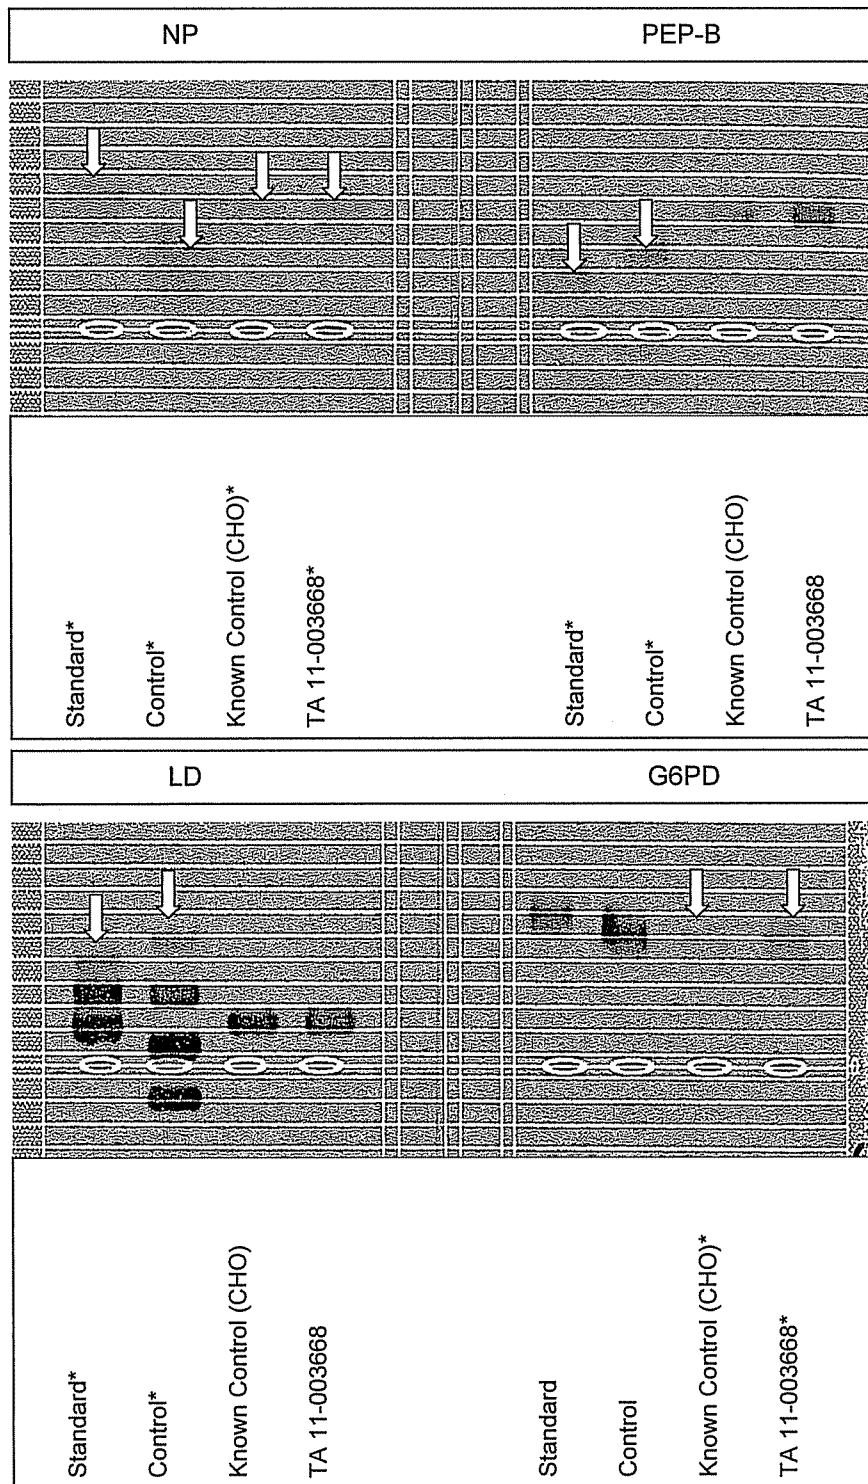 NP
PEP-B
Standard*
Control*
Known Control (CHO)*
TA 11-003668*
Standard*
Control*
Known Control (CHO)
TA 11-003668
LD
G6PD
Standard*
Control*
Known Control (CHO)
TA 11-003668
Standard
Control
Known Control (CHO)*
TA 11-003668*